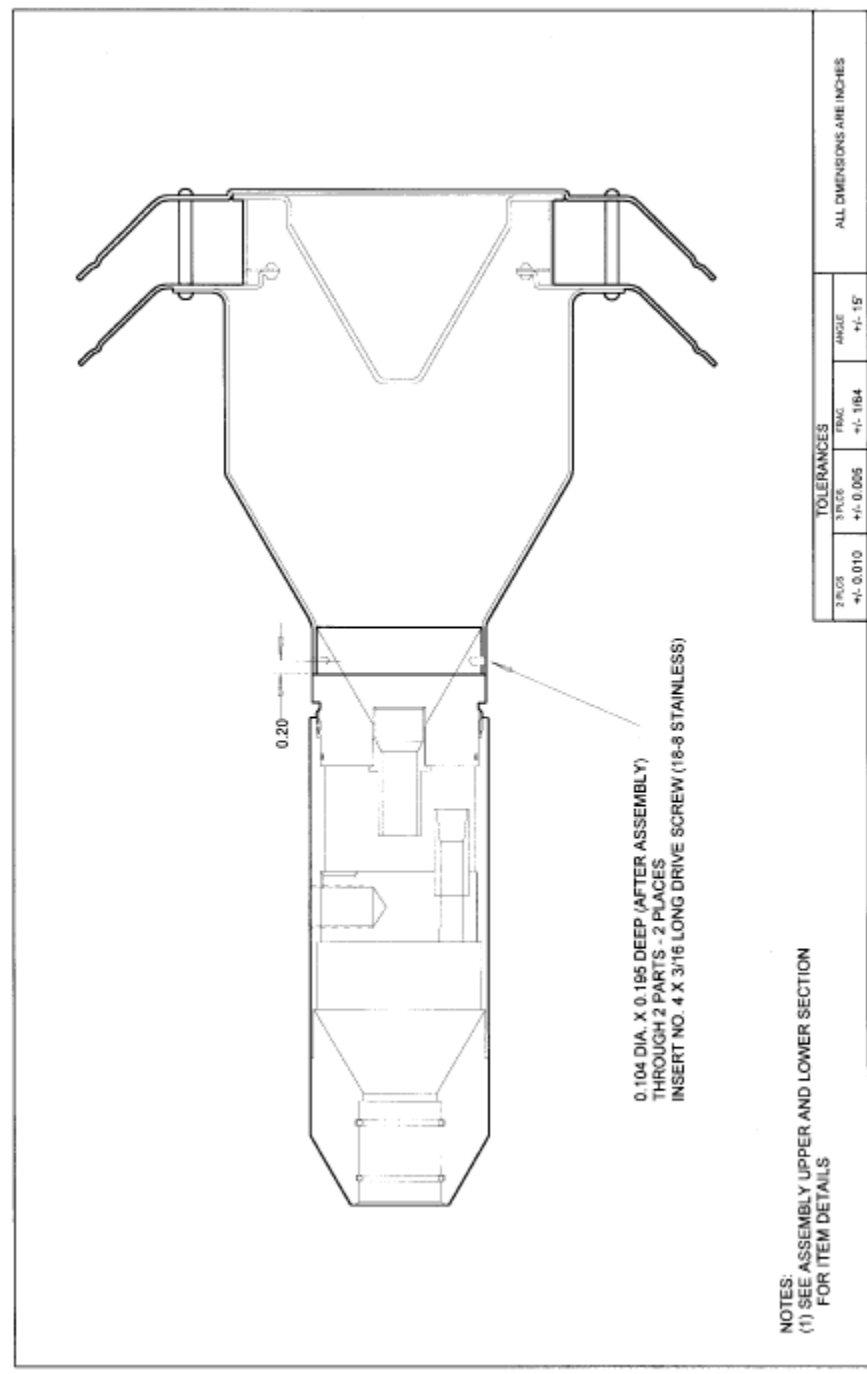 0.20
0.104 DIA. X 0.195 DEEP (AFTER ASSEMBLY)
THROUGH 2 PARTS - 2 PLACES
INSERT NO. 4 X 3/16 LONG DRIVE SCREW (18-8 STAINLESS)
NOTES:
(1) SEE ASSEMBLY UPPER AND LOWER SECTION
FOR ITEM DETAILS
TOLERANCES
2 PLCS 3 PLCS FRAC. ANGLE
+/- 0.010 +/- 0.005 +/- 1/64 +/- 15'
ALL DIMENSIONS ARE INCHES